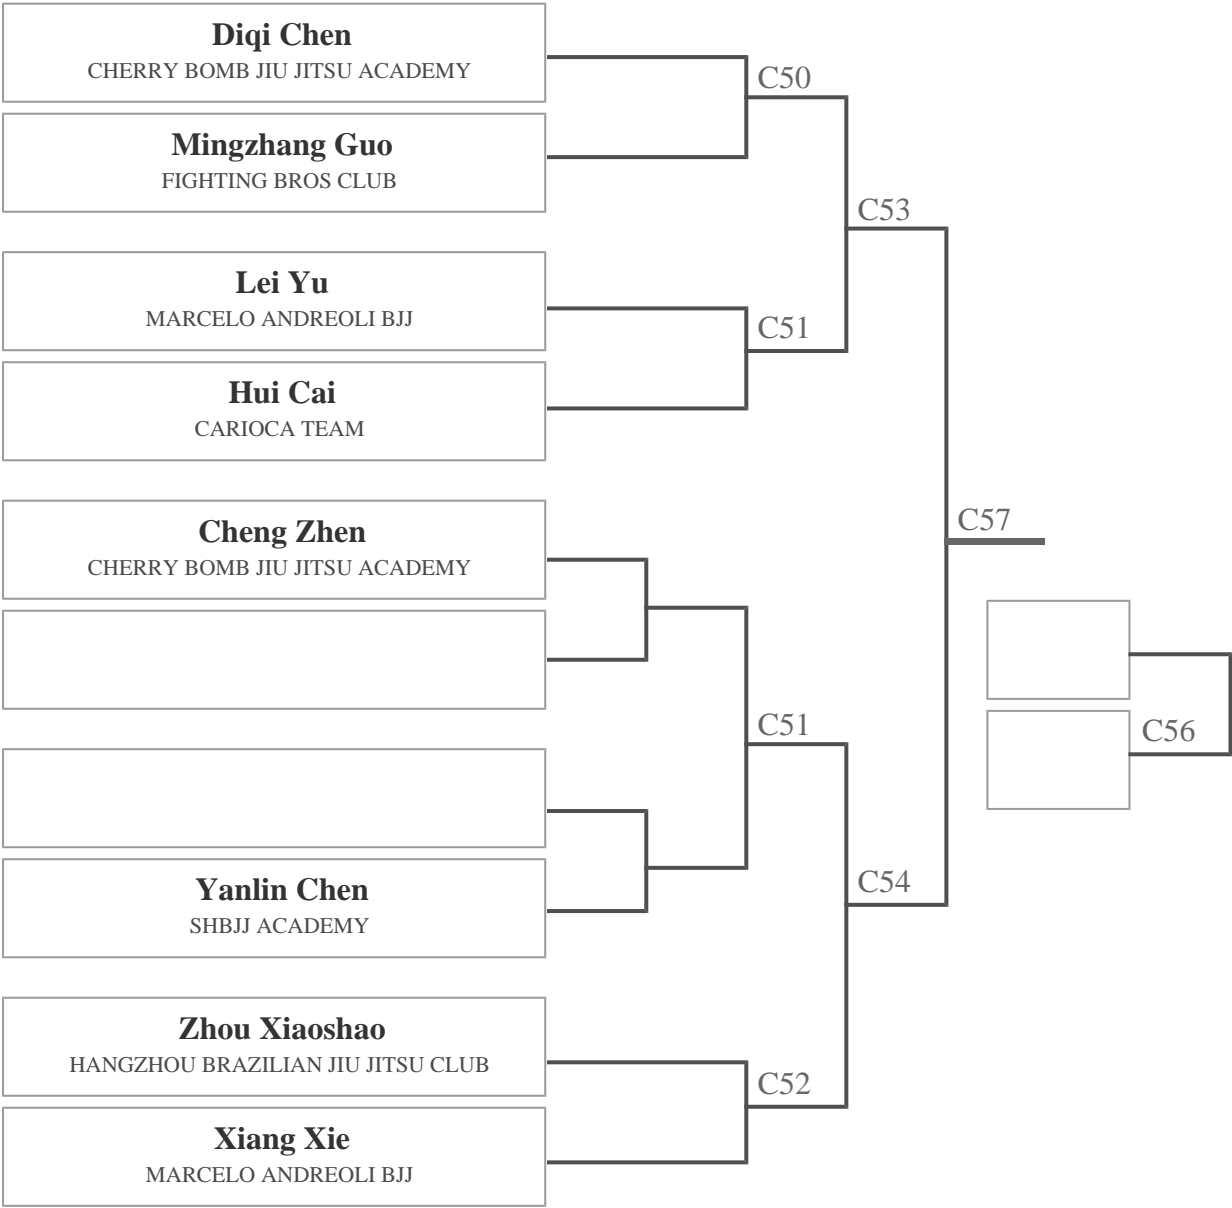 Diqi Chen
CHERRY BOMB JIU JITSU ACADEMY
C50
Mingzhang Guo
FIGHTING BROS CLUB
C53
Lei Yu
MARCELO ANDREOLI BJJ
C51
Hui Cai
CARIOCA TEAM
Cheng Zhen
CHERRY BOMB JIU JITSU ACADEMY
C57
C51
C56
Yanlin Chen
SHBJJ ACADEMY
C54
Zhou Xiaoshao
HANGZHOU BRAZILIAN JIU JITSU CLUB
C52
Xiang Xie
MARCELO ANDREOLI BJJ